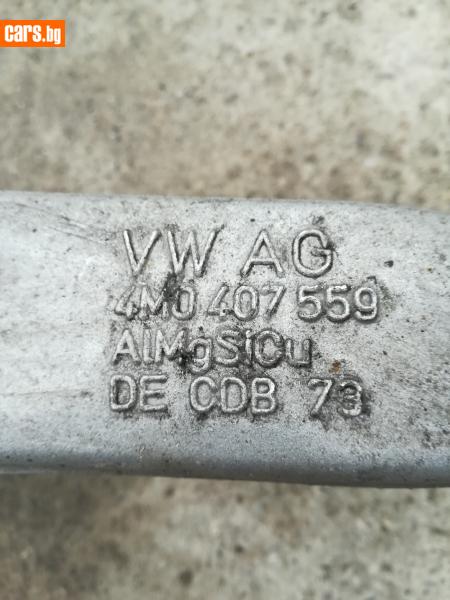 cars.bg
VW AG
4M0 407 559
AlMgSiCu
DE CDB 73